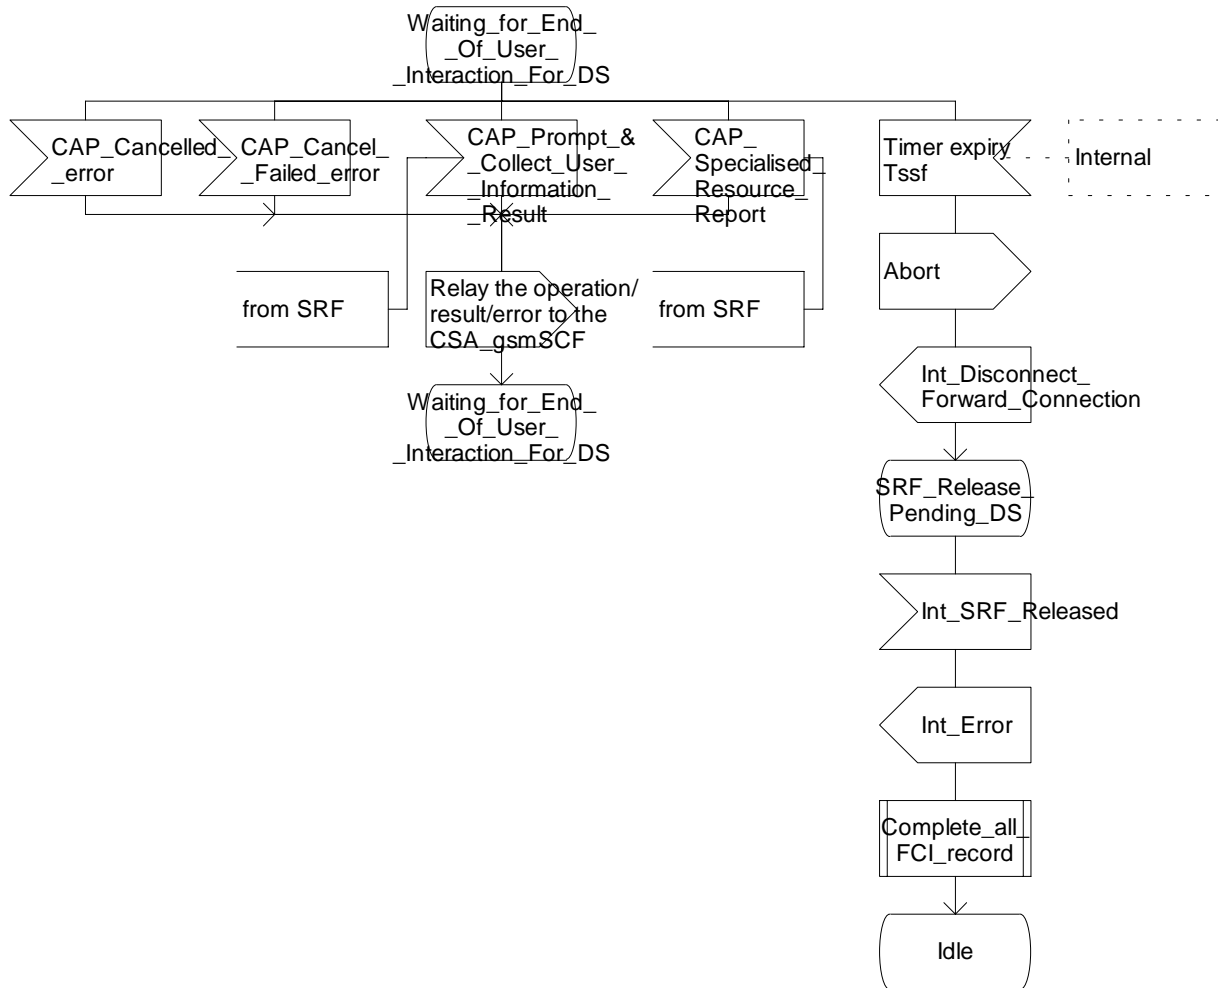 Waiting_for_End_
_Of_User_
_Interaction_For_DS
CAP_Cancelled_
_error
CAP_Cancel_
_Failed_error
CAP_Prompt_&
_Collect_User_
_Information_
_Result
CAP_
_Specialised_
_Resource_
Report
Timer expiry
Tssf
Internal
Abort
from SRF
Relay the operation/
result/error to the
CSA_gsmSCF
from SRF
Int_Disconnect_
Forward_Connection
Waiting_for_End_
_Of_User_
_Interaction_For_DS
SRF_Release_
Pending_DS
Int_SRF_Released
Int_Error
Complete_all_
FCI_record
Idle